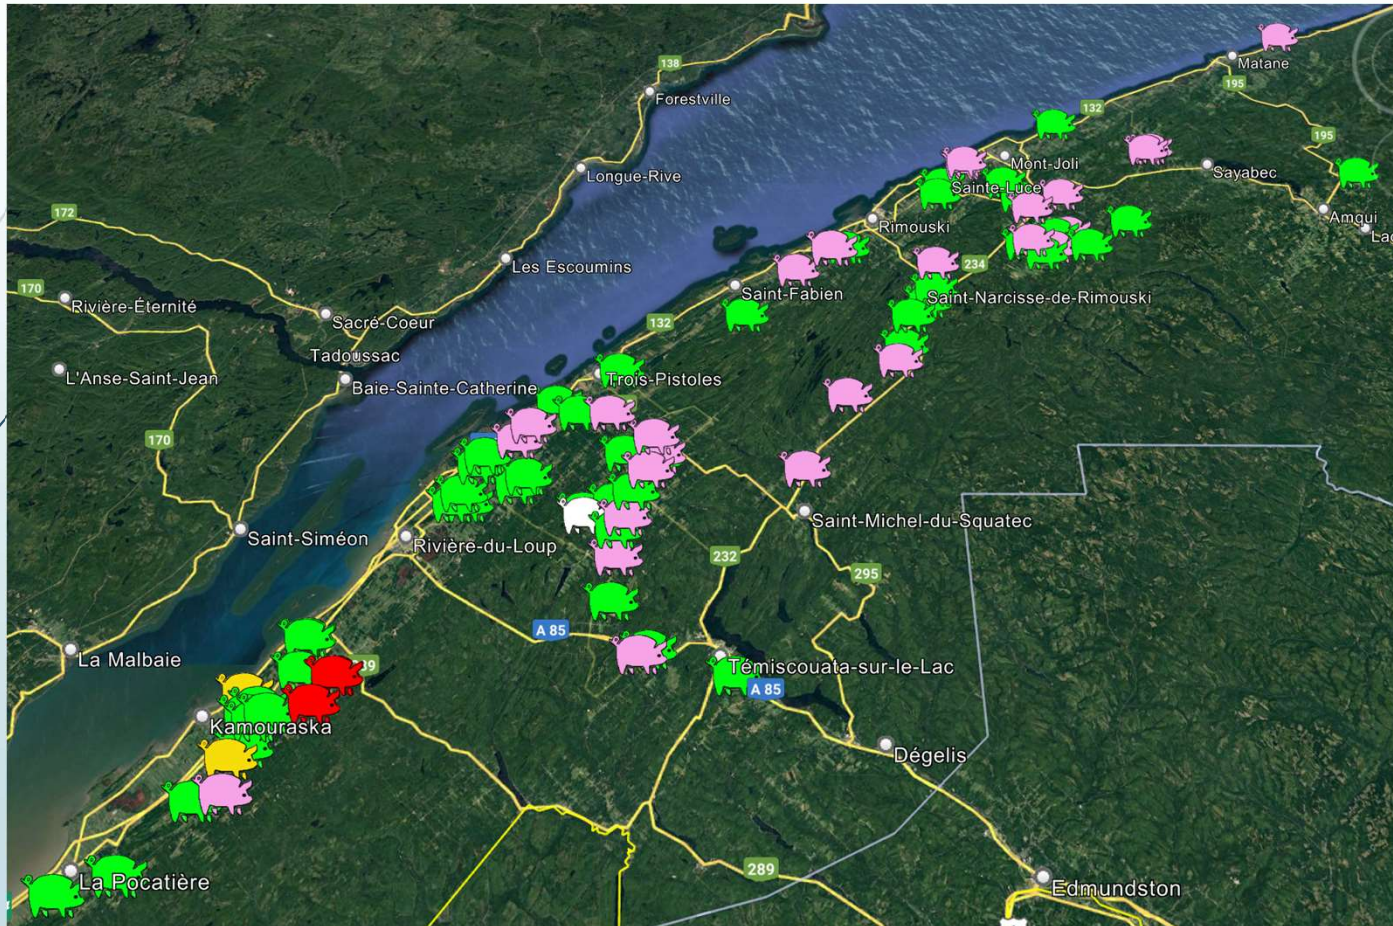 138
Matane
Forestville
195
132
195
Mont-Joli
Longue-Rive
Sayabec
Sainte-Luce
172
Amqui
Rimouski
Lac
Les Escoumins
234
170
Rivière-Éternité
Saint-Fabien
Saint-Narcisse-de-Rimouski
Sacré-Coeur
132
Tadoussac
L'Anse-Saint-Jean
Baie-Sainte-Catherine
Trois-Pistoles
170
Saint-Michel-du-Squatec
Saint-Siméon
Rivière-du-Loup
232
295
A 85
La Malbaie
Témiscouata-sur-le-Lac
A 85
Kamouraska
Dégelis
289
La Pocatière
Edmundston